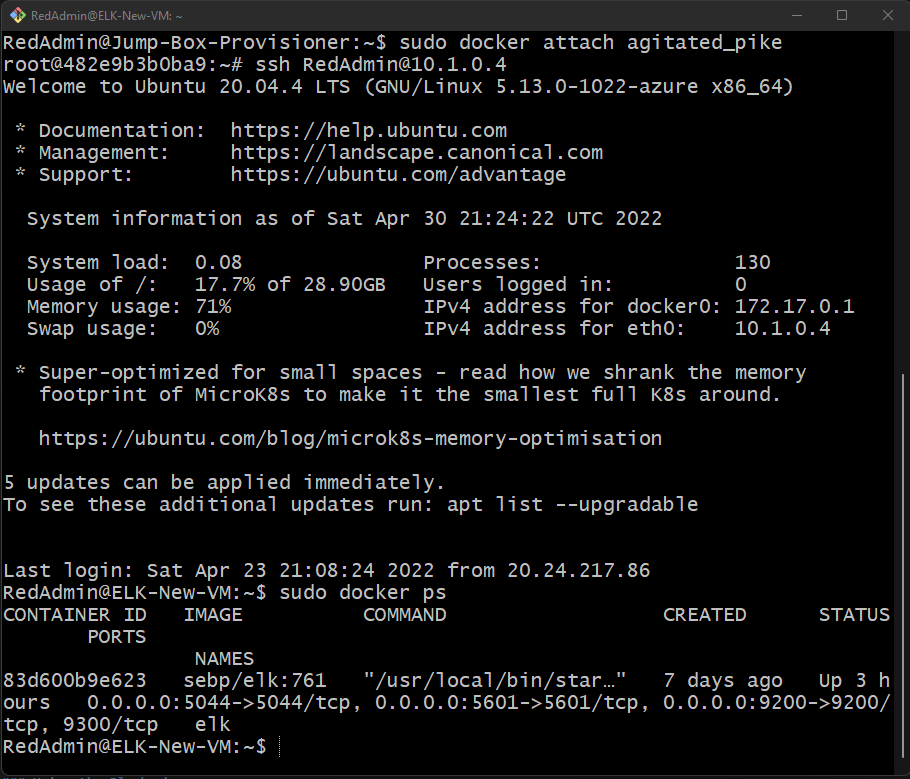 RedAdmin@ELK-New-VM: ~
RedAdmin@Jump-Box-Provisioner:~$ sudo docker attach agitated_pike
root@482e9b3b0ba9:~# ssh RedAdmin@10.1.0.4
Welcome to Ubuntu 20.04.4 LTS (GNU/Linux 5.13.0-1022-azure x86_64)
* Documentation:  https://help.ubuntu.com
* Management:     https://landscape.canonical.com
* Support:        https://ubuntu.com/advantage
System information as of Sat Apr 30 21:24:22 UTC 2022
System load:  0.08               Processes:                130
Usage of /:   17.7% of 28.90GB   Users logged in:          0
Memory usage: 71%                IPv4 address for docker0: 172.17.0.1
Swap usage:   0%                 IPv4 address for eth0:    10.1.0.4
* Super-optimized for small spaces - read how we shrank the memory
footprint of MicroK8s to make it the smallest full K8s around.
https://ubuntu.com/blog/microk8s-memory-optimisation
5 updates can be applied immediately.
To see these additional updates run: apt list --upgradable
Last login: Sat Apr 23 21:08:24 2022 from 20.24.217.86
RedAdmin@ELK-New-VM:~$ sudo docker ps
CONTAINER ID   IMAGE          COMMAND                  CREATED      STATUS
PORTS
NAMES
83d600b9e623   sebp/elk:761   "/usr/local/bin/star…"   7 days ago   Up 3 h
ours   0.0.0.0:5044->5044/tcp, 0.0.0.0:5601->5601/tcp, 0.0.0.0:9200->9200/
tcp, 9300/tcp   elk
RedAdmin@ELK-New-VM:~$